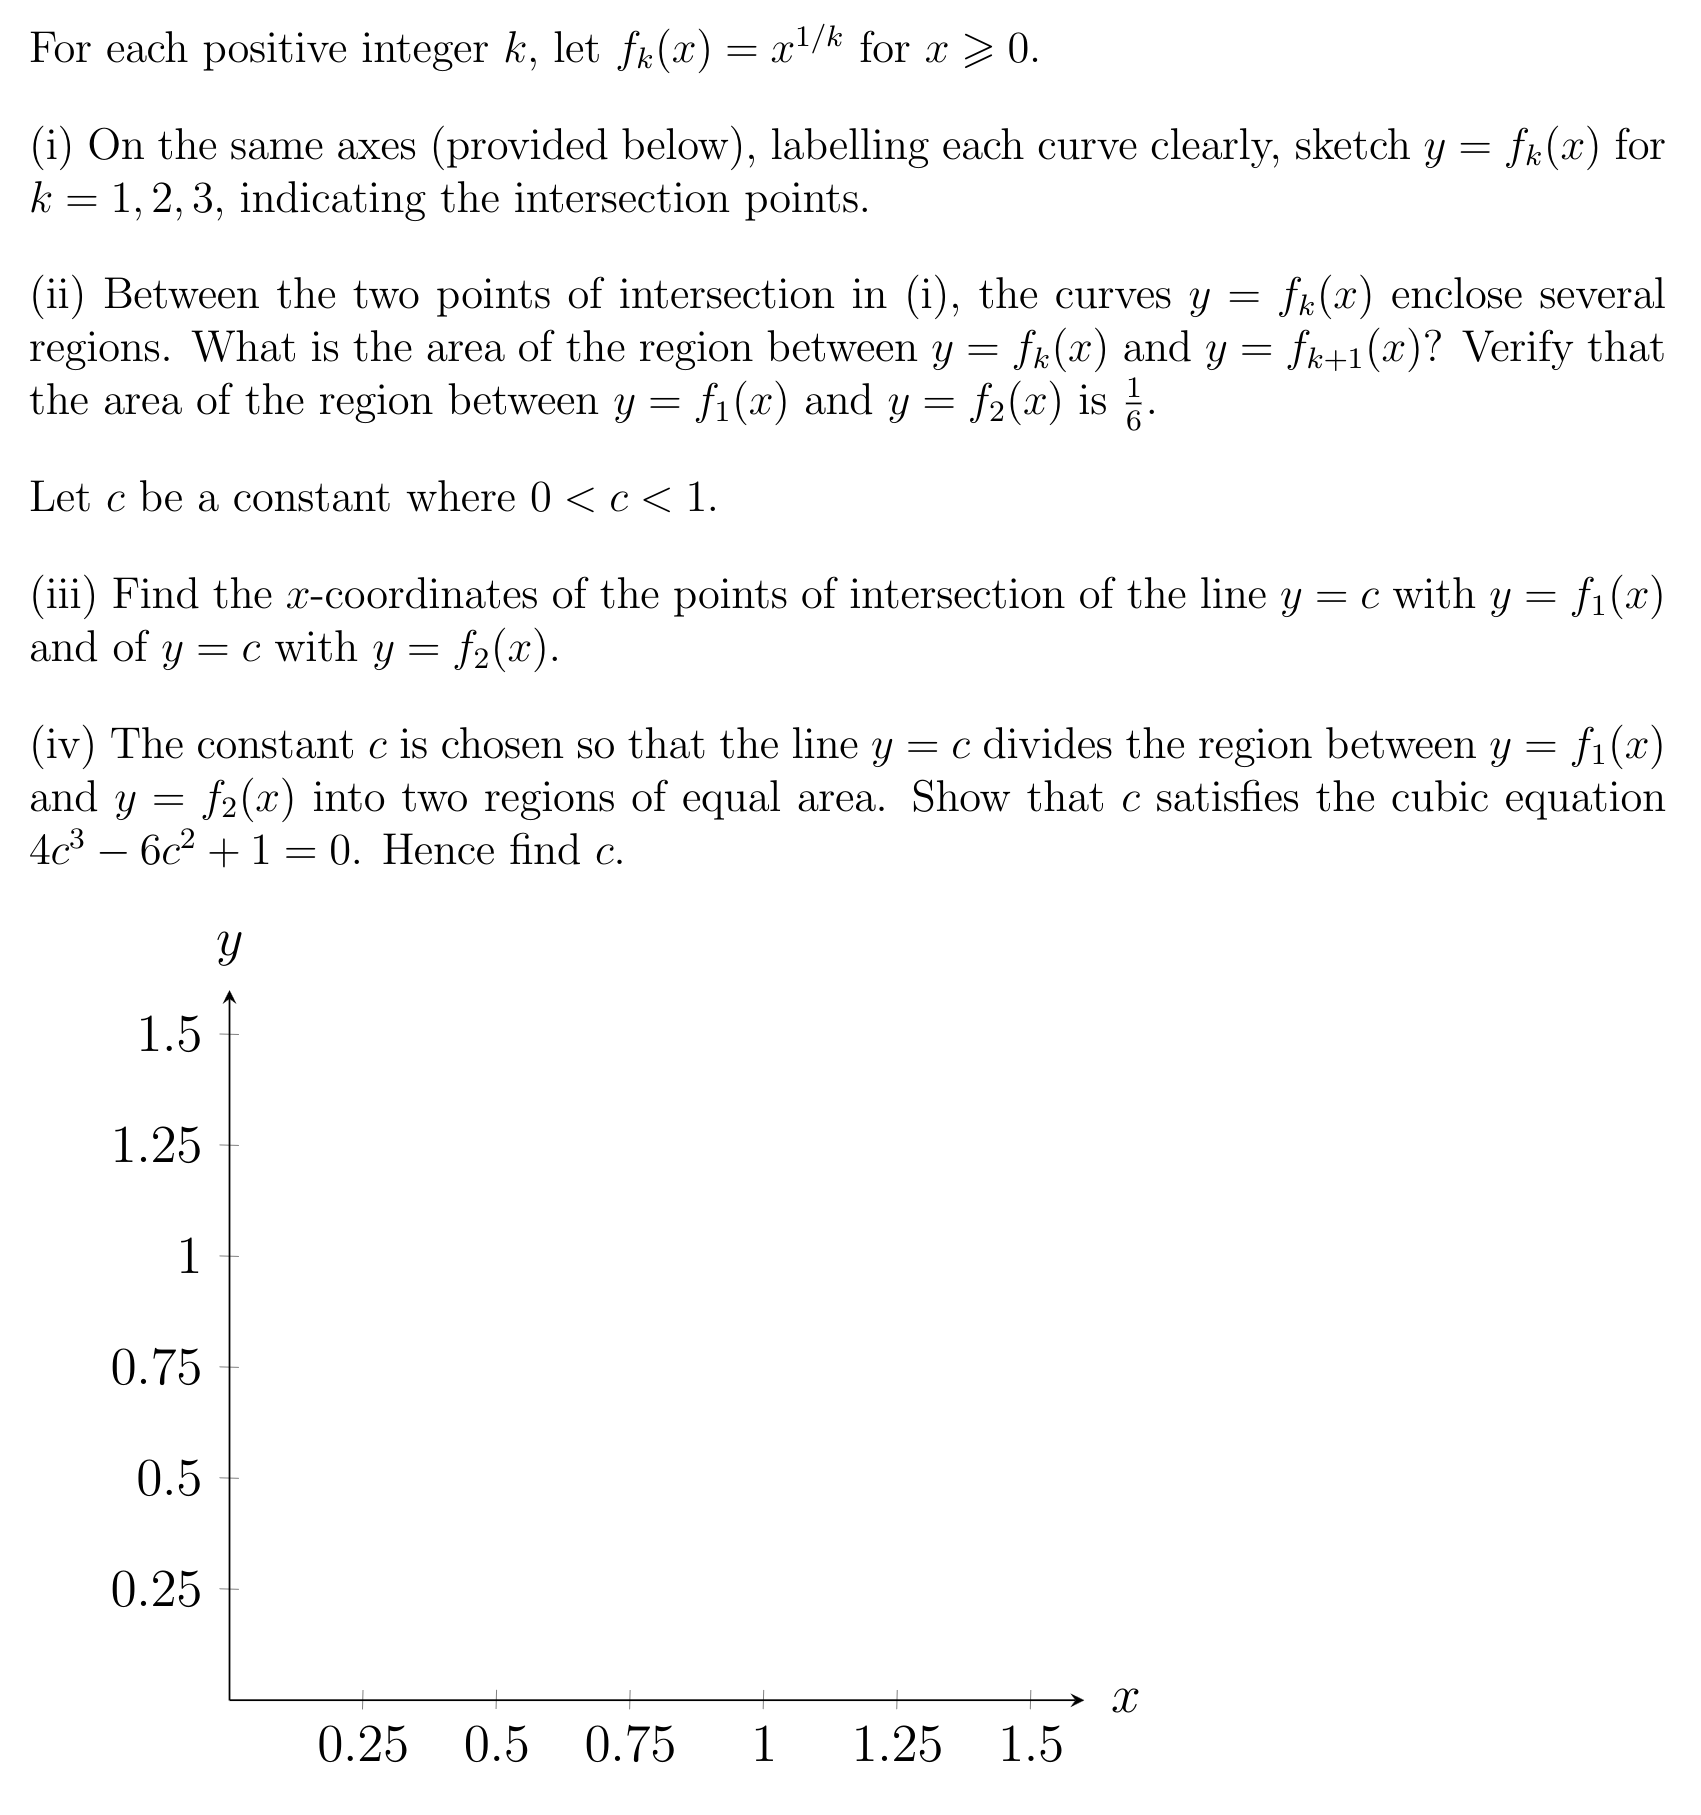 For each positive integer k, let f_k(x) = x^{1/k} for x ⩾ 0.
(i) On the same axes (provided below), labelling each curve clearly, sketch y = f_k(x) for
k = 1, 2, 3, indicating the intersection points.
(ii) Between the two points of intersection in (i), the curves y = f_k(x) enclose several
regions. What is the area of the region between y = f_k(x) and y = f_{k+1}(x)? Verify that
the area of the region between y = f_1(x) and y = f_2(x) is 1/6.
Let c be a constant where 0 < c < 1.
(iii) Find the x-coordinates of the points of intersection of the line y = c with y = f_1(x)
and of y = c with y = f_2(x).
(iv) The constant c is chosen so that the line y = c divides the region between y = f_1(x)
and y = f_2(x) into two regions of equal area. Show that c satisfies the cubic equation
4c^3 − 6c^2 + 1 = 0. Hence find c.
y
1.5
1.25
1
0.75
0.5
0.25
x
0.25 0.5 0.75 1 1.25 1.5